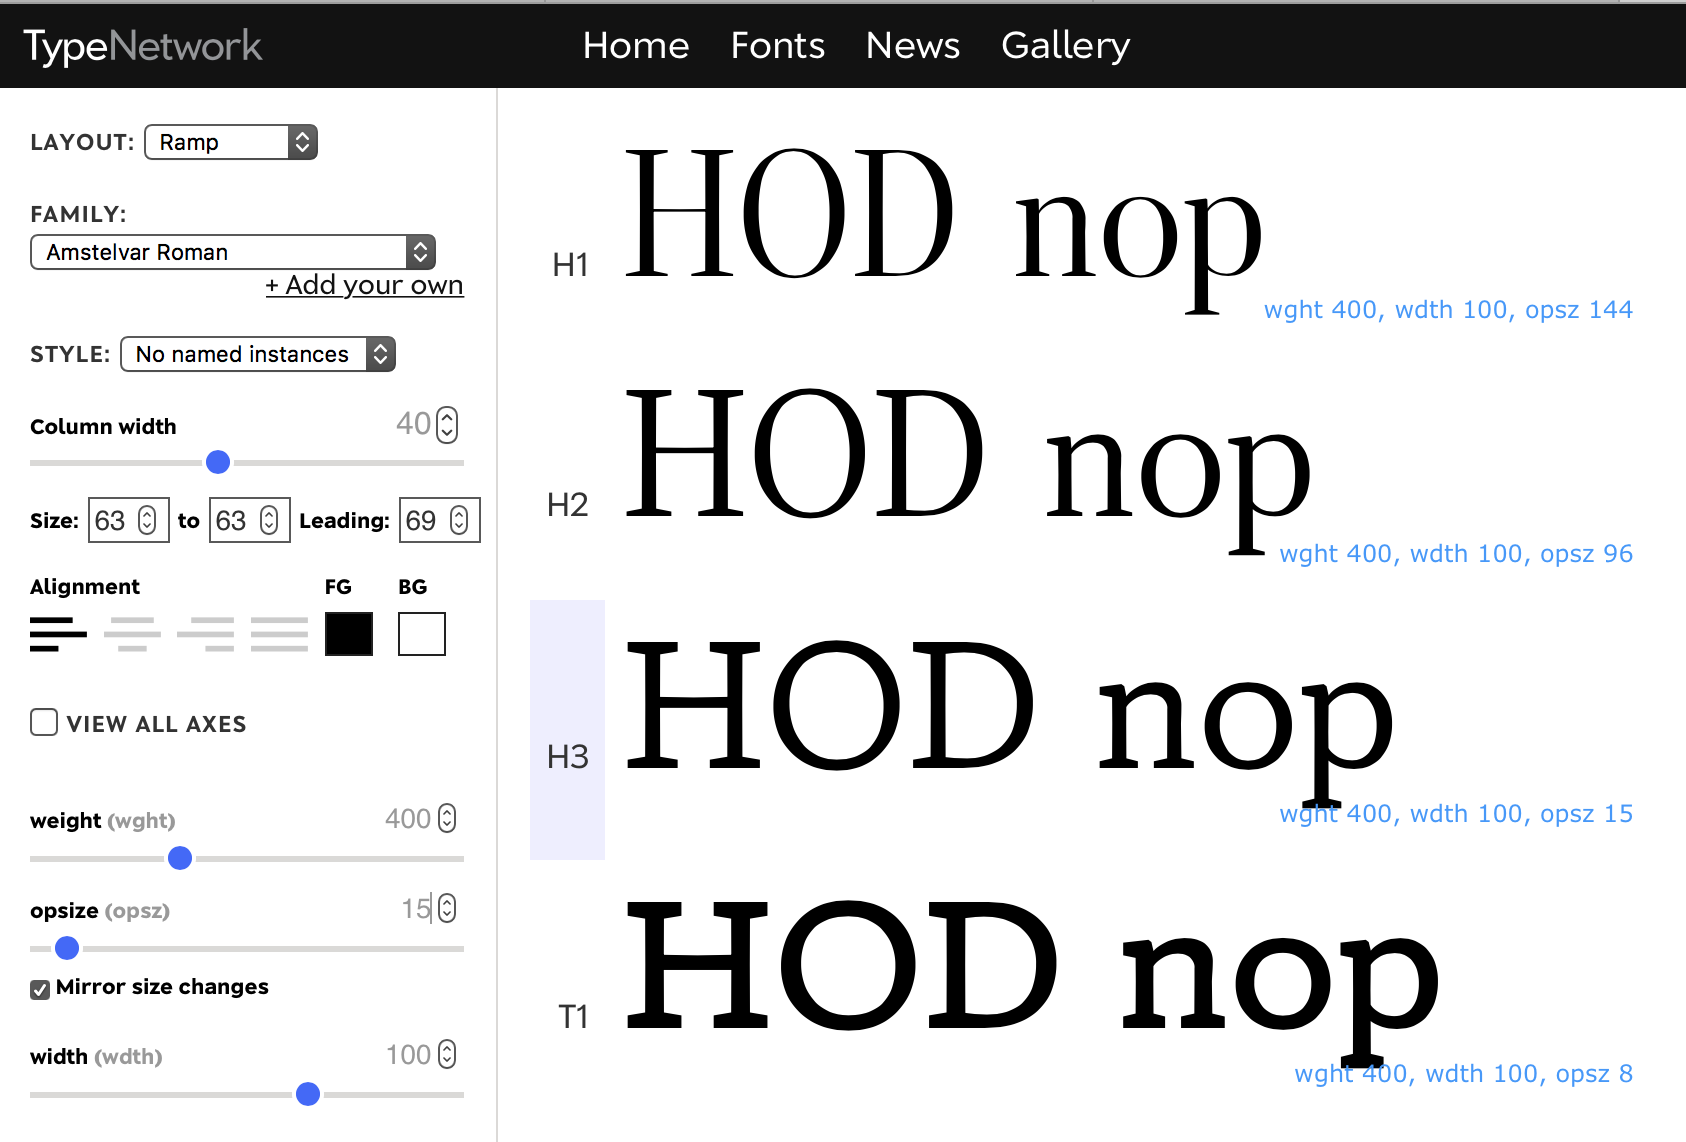 TypeNetwork
Home Fonts News Gallery
LAYOUT: Ramp
FAMILY:
Amstelvar Roman
+ Add your own
STYLE: No named instances
Column width 40
Size: 63 to 63 Leading: 69
Alignment FG BG
VIEW ALL AXES
weight (wght) 400
opsize (opsz) 15
Mirror size changes
width (wdth) 100
H1 HOD nop
wght 400, wdth 100, opsz 144
H2 HOD nop
wght 400, wdth 100, opsz 96
H3 HOD nop
wght 400, wdth 100, opsz 15
T1 HOD nop
wght 400, wdth 100, opsz 8